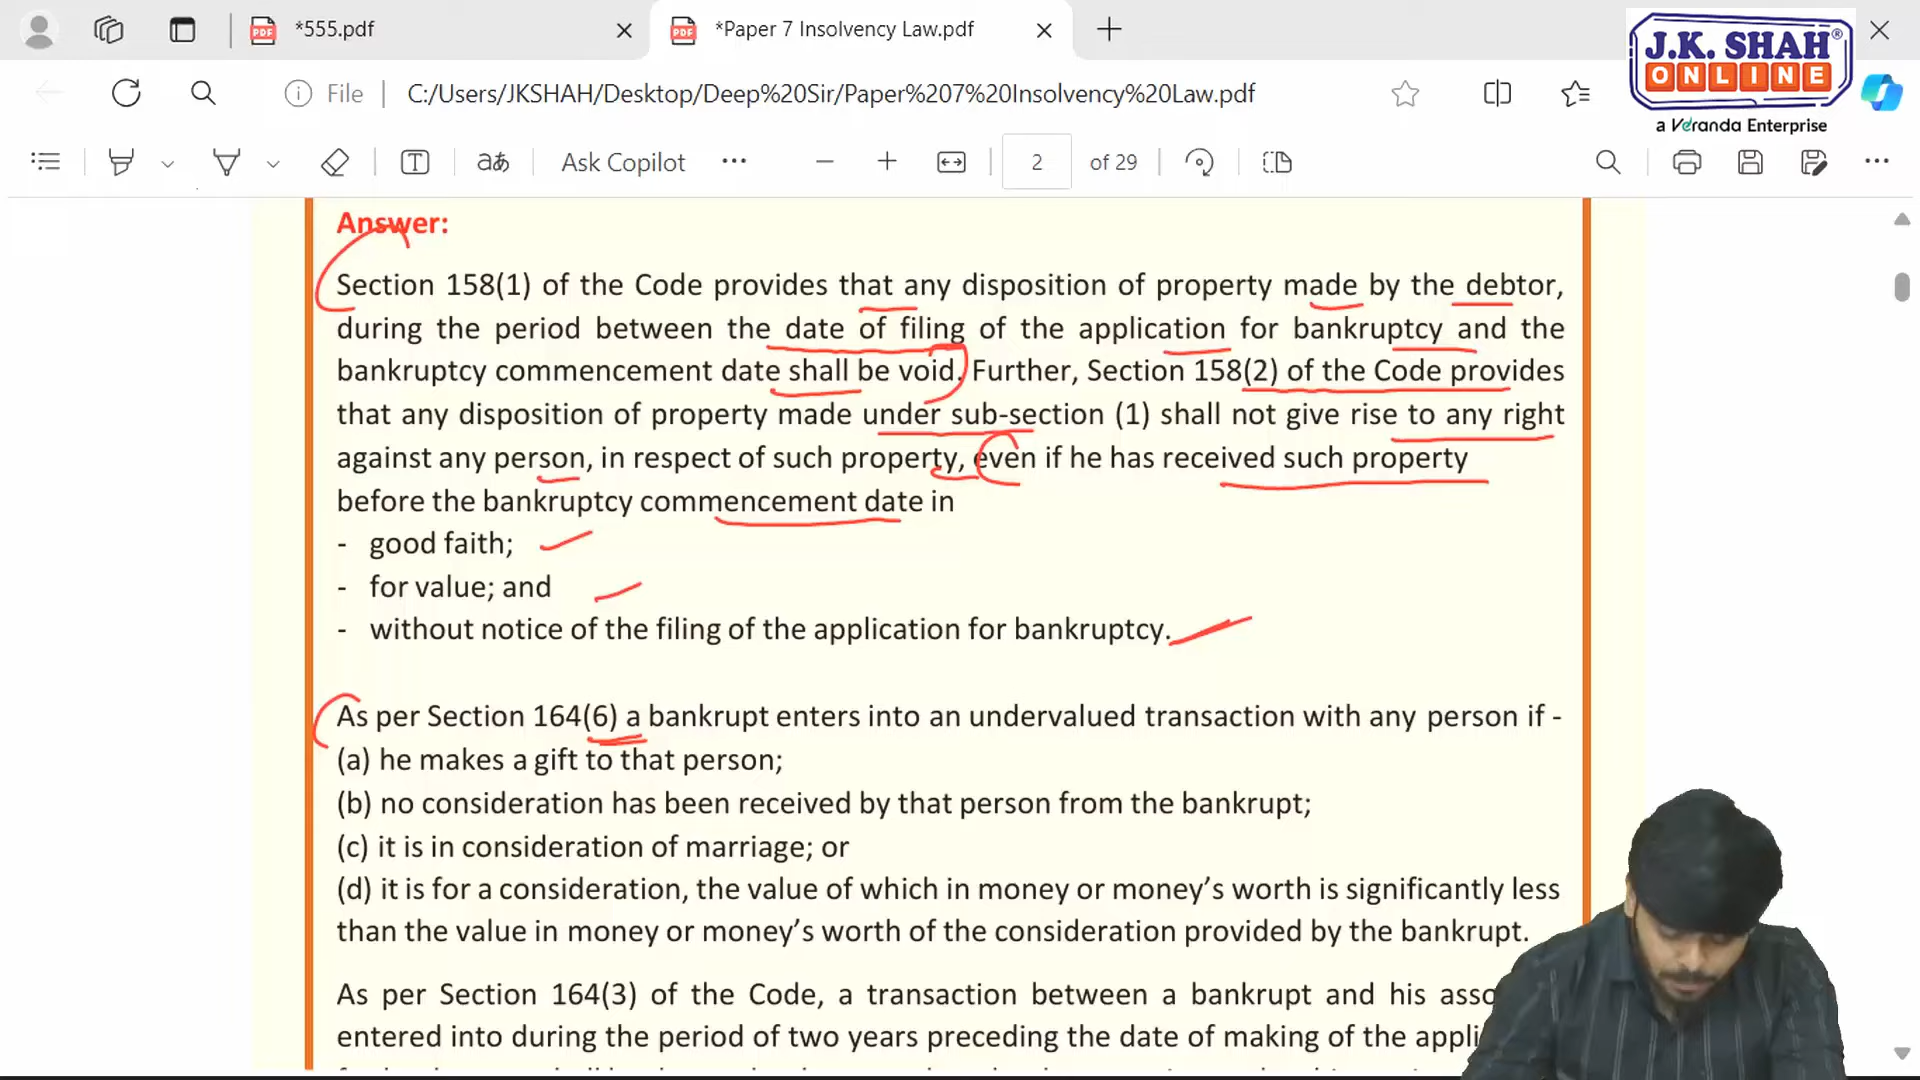 *555.pdf
*Paper 7 Insolvency Law.pdf
J.K. SHAH®
ONLINE
a Veranda Enterprise
File
C:/Users/JKSHAH/Desktop/Deep%20Sir/Paper%207%20Insolvency%20Law.pdf
aあ
Ask Copilot
2
of 29
Answer:
Section 158(1) of the Code provides that any disposition of property made by the debtor,
during the period between the date of filing of the application for bankruptcy and the
bankruptcy commencement date shall be void. Further, Section 158(2) of the Code provides
that any disposition of property made under sub-section (1) shall not give rise to any right
against any person, in respect of such property, even if he has received such property
before the bankruptcy commencement date in
- good faith;
- for value; and
- without notice of the filing of the application for bankruptcy.
As per Section 164(6) a bankrupt enters into an undervalued transaction with any person if -
(a) he makes a gift to that person;
(b) no consideration has been received by that person from the bankrupt;
(c) it is in consideration of marriage; or
(d) it is for a consideration, the value of which in money or money’s worth is significantly less
than the value in money or money’s worth of the consideration provided by the bankrupt.
As per Section 164(3) of the Code, a transaction between a bankrupt and his asso
entered into during the period of two years preceding the date of making of the appli